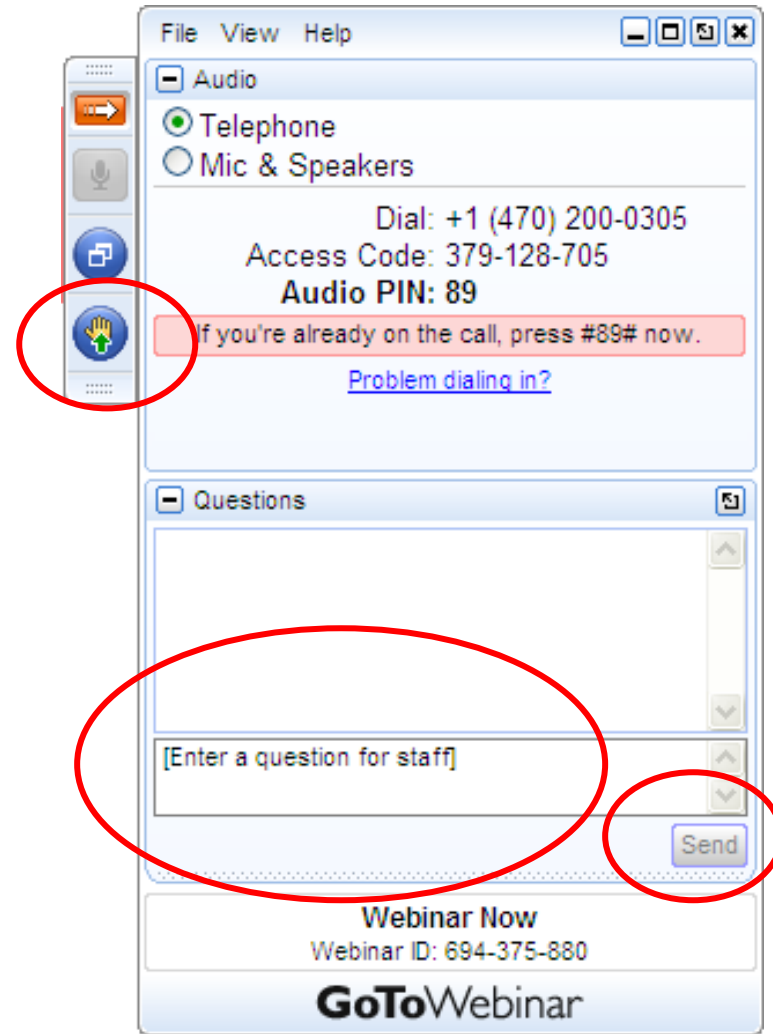 File View Help
Audio
Telephone
Mic & Speakers
Dial: +1 (470) 200-0305
Access Code: 379-128-705
Audio PIN: 89
If you're already on the call, press #89# now.
Problem dialing in?
Questions
[Enter a question for staff]
Send
Webinar Now
Webinar ID: 694-375-880
GoToWebinar